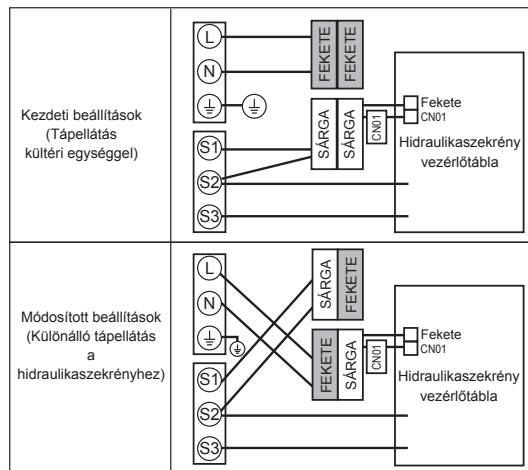 Kezdeti beállítások
(Tápellátás
kültéri egységgel)
L
N
S1
S2
S3
FEKETE
FEKETE
SÁRGA
SÁRGA
CN01
Fekete
CN01
Hidraulikaszekrény
vezérlőtábla
Módosított beállítások
(Különálló tápellátás
a
hidraulikaszekrényhez)
L
N
S1
S2
S3
SÁRGA
FEKETE
FEKETE
SÁRGA
CN01
Fekete
CN01
Hidraulikaszekrény
vezérlőtábla